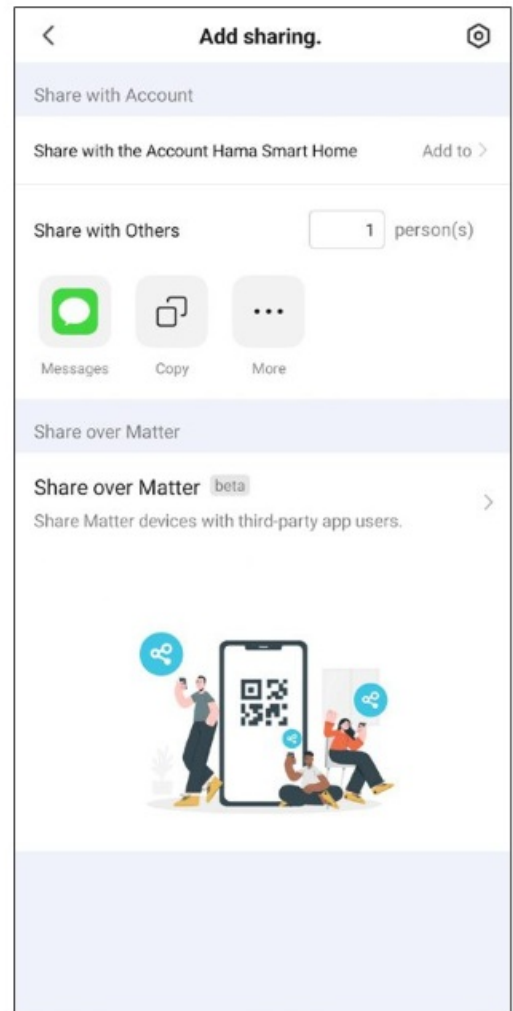 Add sharing.
Share with Account
Share with the Account Hama Smart Home Add to >
Share with Others 1 person(s)
Messages Copy More
Share over Matter
Share over Matter beta
Share Matter devices with third-party app users.